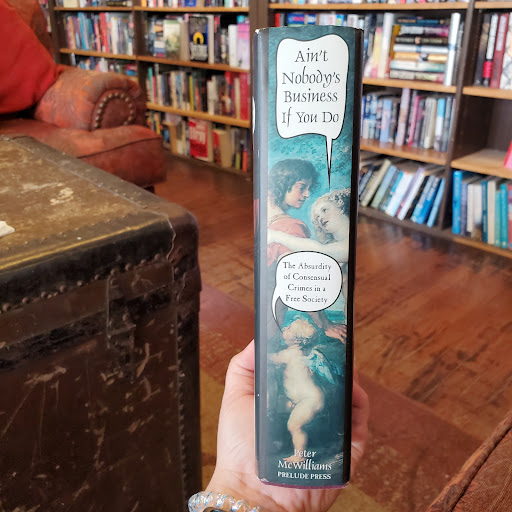 Ain't
Nobody's
Business
If You Do
The Absurdity
of Consensual
Crimes in a
Free Society
Peter
McWilliams
PRELUDE PRESS